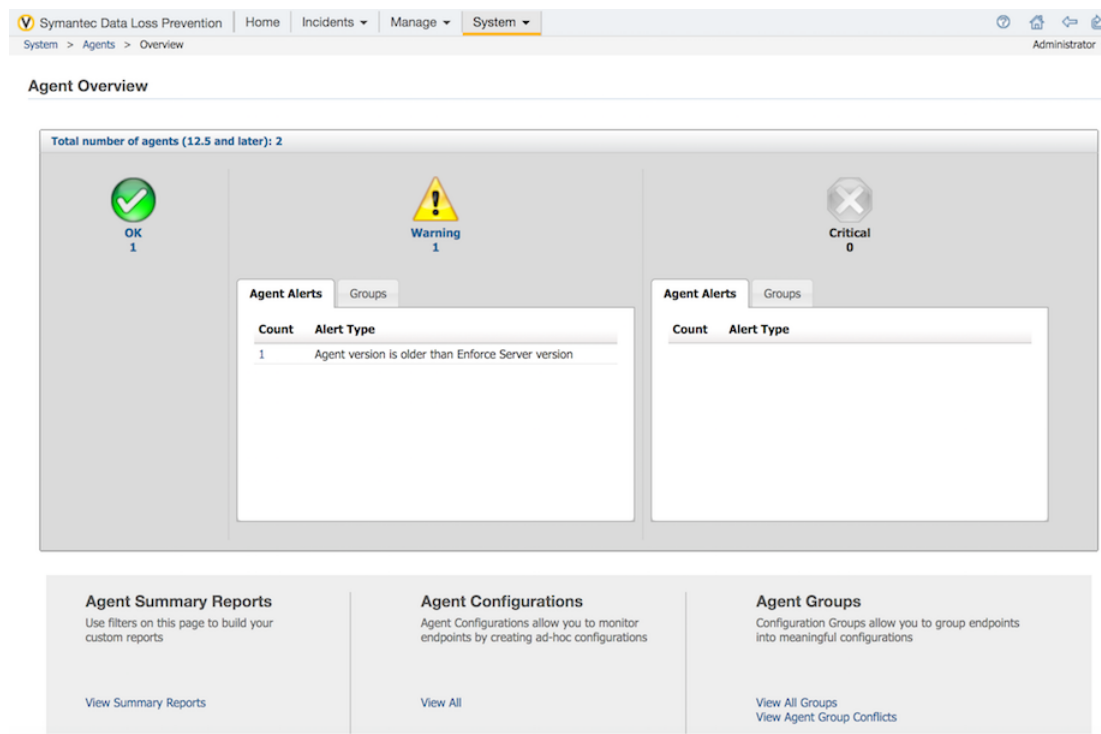 Symantec Data Loss Prevention Home Incidents Manage System
System > Agents > Overview Administrator
Agent Overview
Total number of agents (12.5 and later): 2
OK
1
Warning
1
Critical
0
Agent Alerts Groups
Count Alert Type
1 Agent version is older than Enforce Server version
Agent Alerts Groups
Count Alert Type
Agent Summary Reports
Use filters on this page to build your
custom reports
View Summary Reports
Agent Configurations
Agent Configurations allow you to monitor
endpoints by creating ad-hoc configurations
View All
Agent Groups
Configuration Groups allow you to group endpoints
into meaningful configurations
View All Groups
View Agent Group Conflicts